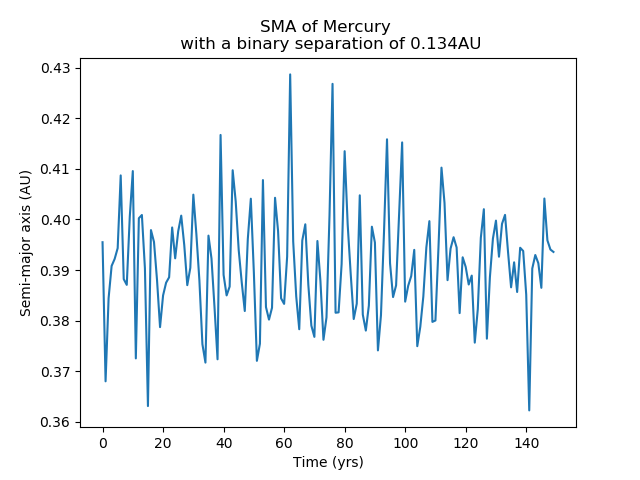 SMA of Mercury
with a binary separation of 0.134AU
0.43
0.42
0.41
0.40
0.39
0.38
0.37
0.36
Semi-major axis (AU)
0 20 40 60 80 100 120 140
Time (yrs)